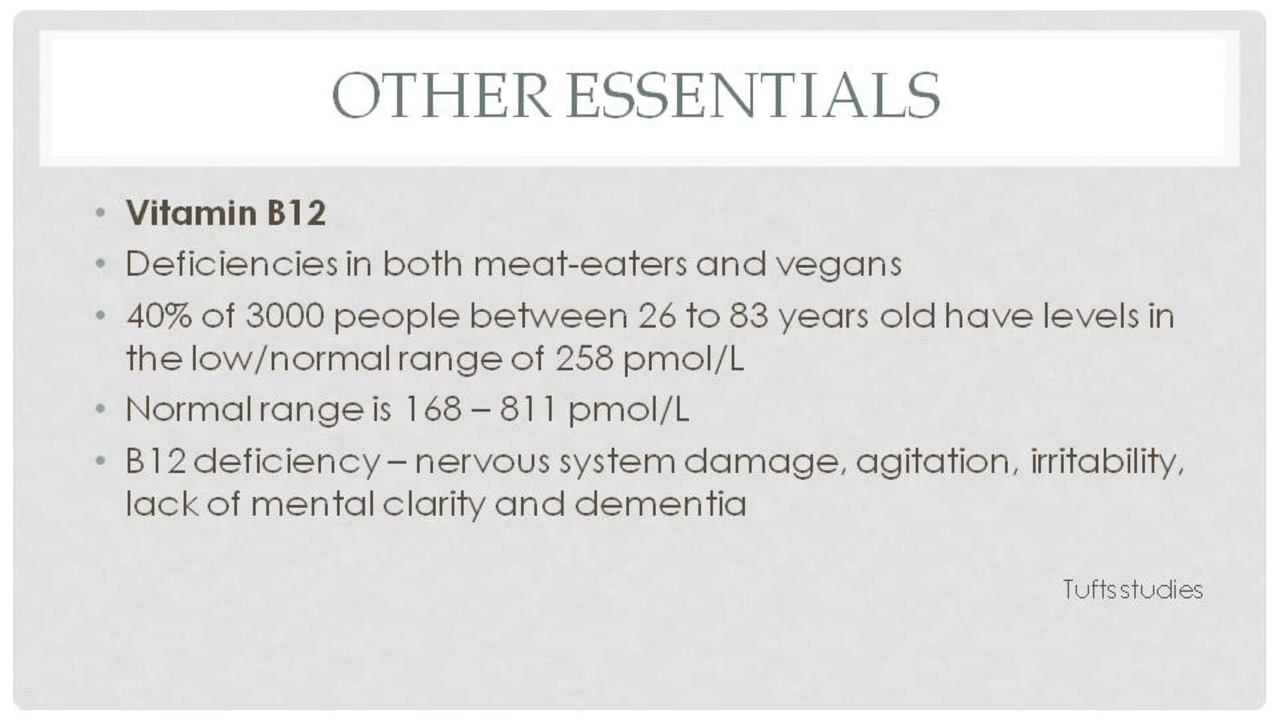 OTHER ESSENTIALS
• Vitamin B12
• Deficiencies in both meat-eaters and vegans
• 40% of 3000 people between 26 to 83 years old have levels in
the low/normal range of 258 pmol/L
• Normal range is 168 – 811 pmol/L
• B12 deficiency – nervous system damage, agitation, irritability,
lack of mental clarity and dementia
Tufts studies